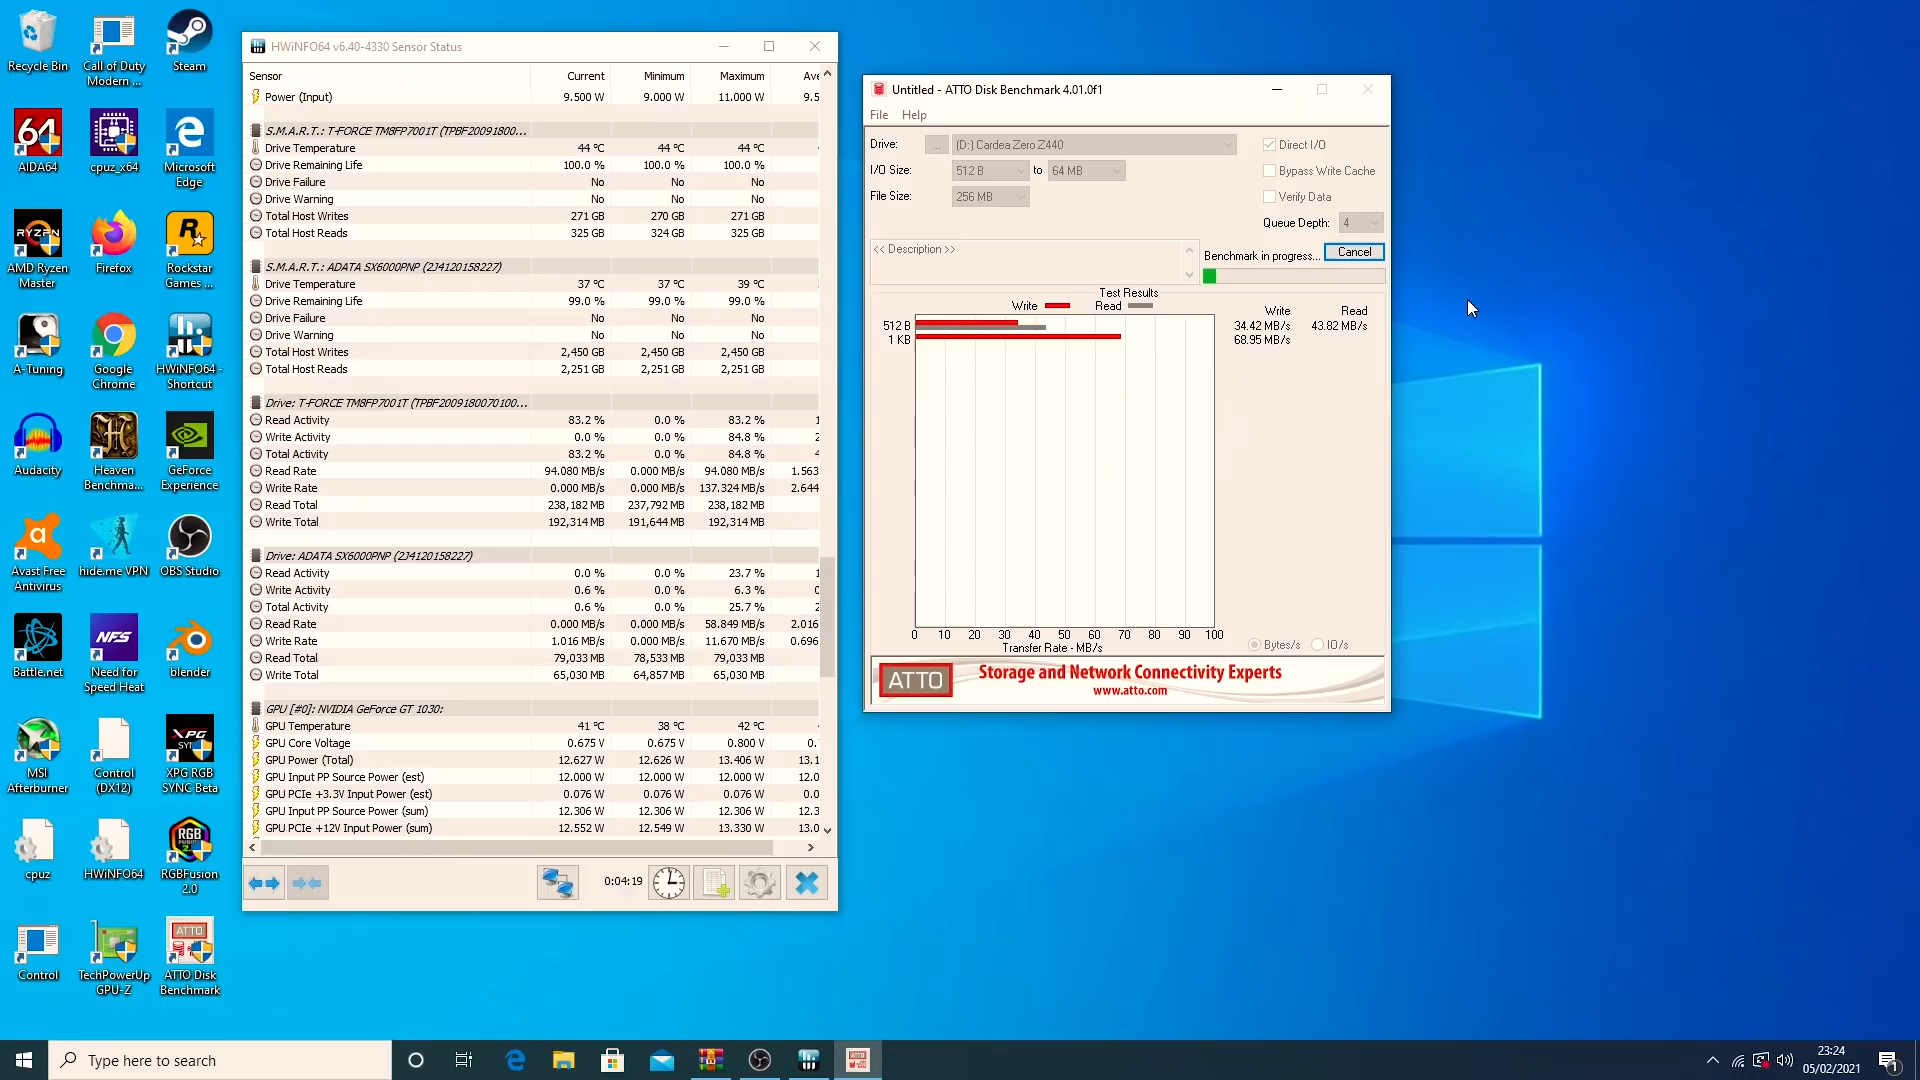 Recycle Bin
Call of Duty Modern ...
Steam
AIDA64
cpuz_x64
Microsoft Edge
AMD Ryzen Master
Firefox
Rockstar Games ...
A-Tuning
Google Chrome
HWiNFO64 - Shortcut
Audacity
Heaven Benchma...
GeForce Experience
Avast Free Antivirus
hide.me VPN
OBS Studio
Battle.net
Need for Speed Heat
blender
MSI Afterburner
Control (DX12)
XPG RGB SYNC Beta
cpuz
HWiNFO64
RGBFusion 2.0
Control
TechPowerUp GPU-Z
ATTO Disk Benchmark
HWiNFO64 v6.40-4330 Sensor Status
Sensor Current Minimum Maximum Ave
Power (Input) 9.500 W 9.000 W 11.000 W 9.5
S.M.A.R.T.: T-FORCE TM8FP7001T (TPBF20091800...
Drive Temperature 44 °C 44 °C 44 °C
Drive Remaining Life 100.0 % 100.0 % 100.0 %
Drive Failure No No No
Drive Warning No No No
Total Host Writes 271 GB 270 GB 271 GB
Total Host Reads 325 GB 324 GB 325 GB
S.M.A.R.T.: ADATA SX6000PNP (2J4120158227)
Drive Temperature 37 °C 37 °C 39 °C
Drive Remaining Life 99.0 % 99.0 % 99.0 %
Drive Failure No No No
Drive Warning No No No
Total Host Writes 2,450 GB 2,450 GB 2,450 GB
Total Host Reads 2,251 GB 2,251 GB 2,251 GB
Drive: T-FORCE TM8FP7001T (TPBF2009180070100...
Read Activity 83.2 % 0.0 % 83.2 % 1
Write Activity 0.0 % 0.0 % 84.8 % 2
Total Activity 83.2 % 0.0 % 84.8 % 4
Read Rate 94.080 MB/s 0.000 MB/s 94.080 MB/s 1.563
Write Rate 0.000 MB/s 0.000 MB/s 137.324 MB/s 2.644
Read Total 238,182 MB 237,792 MB 238,182 MB
Write Total 192,314 MB 191,644 MB 192,314 MB
Drive: ADATA SX6000PNP (2J4120158227)
Read Activity 0.0 % 0.0 % 23.7 % 1
Write Activity 0.6 % 0.0 % 6.3 % 0
Total Activity 0.6 % 0.0 % 25.7 % 2
Read Rate 0.000 MB/s 0.000 MB/s 58.849 MB/s 2.016
Write Rate 1.016 MB/s 0.000 MB/s 11.670 MB/s 0.696
Read Total 79,033 MB 78,533 MB 79,033 MB
Write Total 65,030 MB 64,857 MB 65,030 MB
GPU [#0]: NVIDIA GeForce GT 1030:
GPU Temperature 41 °C 38 °C 42 °C
GPU Core Voltage 0.675 V 0.675 V 0.800 V 0.
GPU Power (Total) 12.627 W 12.626 W 13.406 W 13.1
GPU Input PP Source Power (est) 12.000 W 12.000 W 12.000 W 12.0
GPU PCIe +3.3V Input Power (est) 0.076 W 0.076 W 0.076 W 0.0
GPU Input PP Source Power (sum) 12.306 W 12.306 W 12.306 W 12.3
GPU PCIe +12V Input Power (sum) 12.552 W 12.549 W 13.330 W 13.0
0:04:19
Untitled - ATTO Disk Benchmark 4.01.0f1
File Help
Drive: ... (D:) Cardea Zero Z440
Direct I/O
I/O Size: 512 B to 64 MB
Bypass Write Cache
File Size: 256 MB
Verify Data
Queue Depth: 4
<< Description >>
Benchmark in progress... Cancel
Test Results
Write Read
Write Read
512 B 34.42 MB/s 43.82 MB/s
1 KB 68.95 MB/s
0 10 20 30 40 50 60 70 80 90 100
Transfer Rate - MB/s
Bytes/s IO/s
ATTO
Storage and Network Connectivity Experts
www.atto.com
Type here to search
23:24
05/02/2021
1